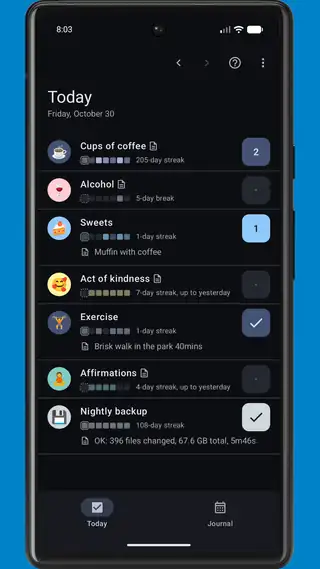 8:03
Today
Friday, October 30
Cups of coffee
205-day streak
2
Alcohol
5-day break
Sweets
1-day streak
1
Muffin with coffee
Act of kindness
7-day streak, up to yesterday
Exercise
1-day streak
Brisk walk in the park 40mins
Affirmations
4-day streak, up to yesterday
Nightly backup
108-day streak
OK: 396 files changed, 67.6 GB total, 5m46s
Today
Journal